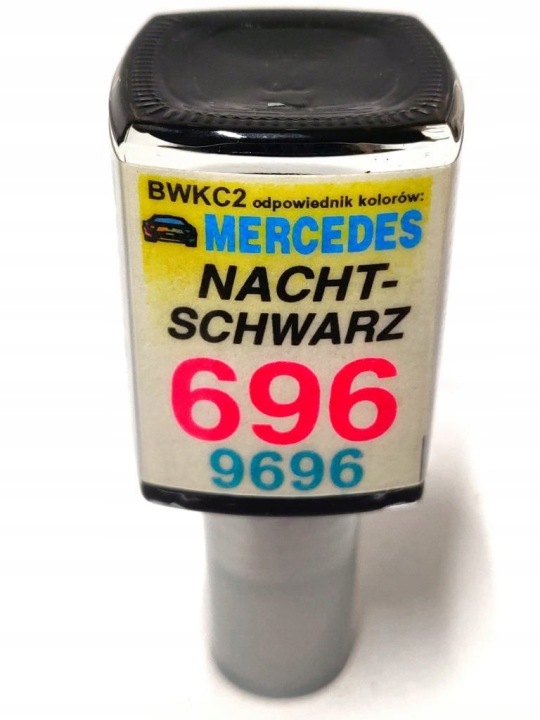 BWKC2 odpowiednik kolorów:
MERCEDES
NACHT-
SCHWARZ
696
9696